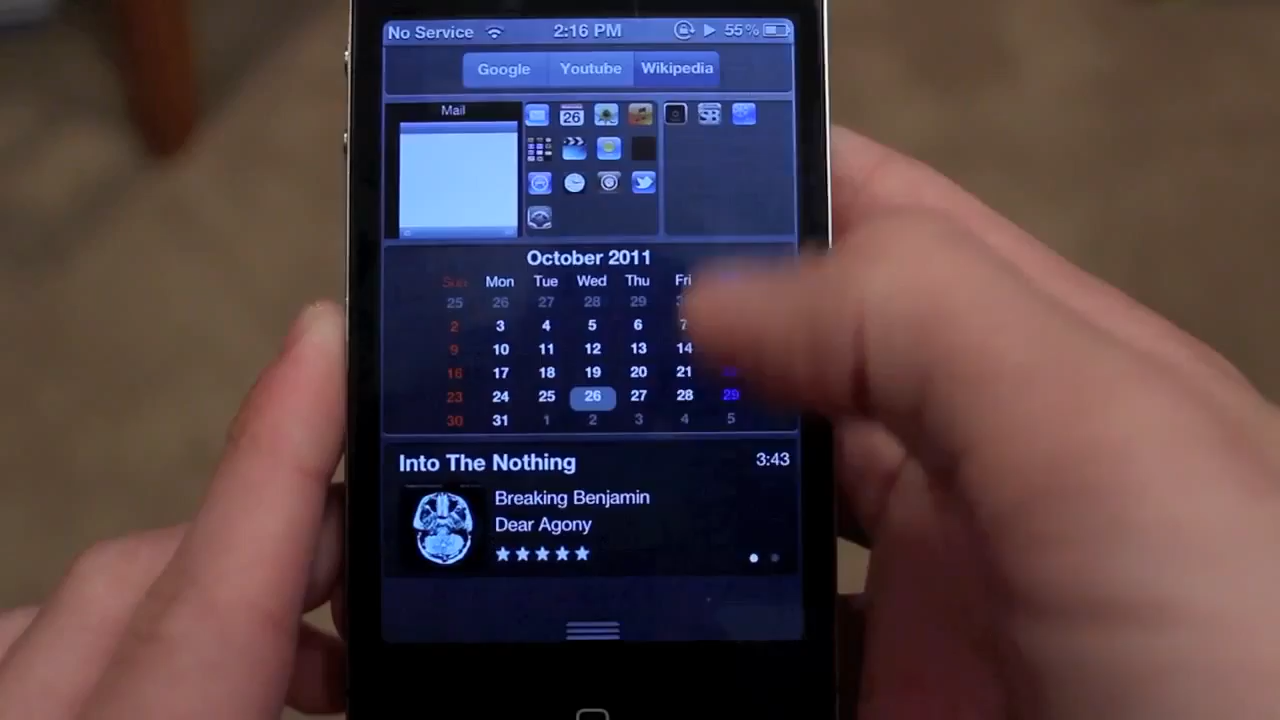 No Service 2:16 PM 55%
Google Youtube Wikipedia
Mail
26
SB
October 2011
Sun Mon Tue Wed Thu Fri
25 26 27 28 29
2 3 4 5 6 7
9 10 11 12 13 14
16 17 18 19 20 21
23 24 25 26 27 28 29
30 31 1 2 3 4 5
Into The Nothing 3:43
Breaking Benjamin
Dear Agony